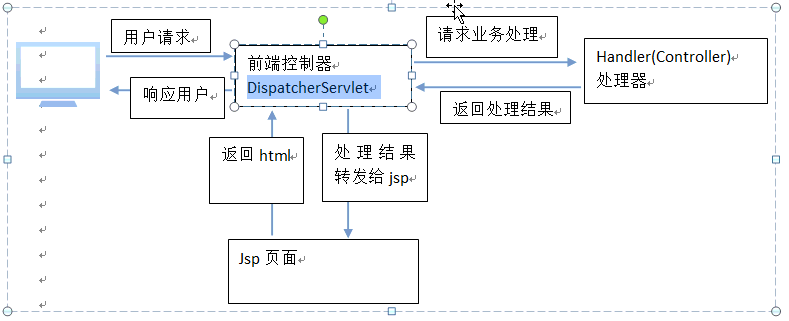 用户请求
请求业务处理
前端控制器
DispatcherServlet
Handler(Controller)
处理器
响应用户
返回处理结果
返回 html
处理结果
转发给 jsp
Jsp 页面